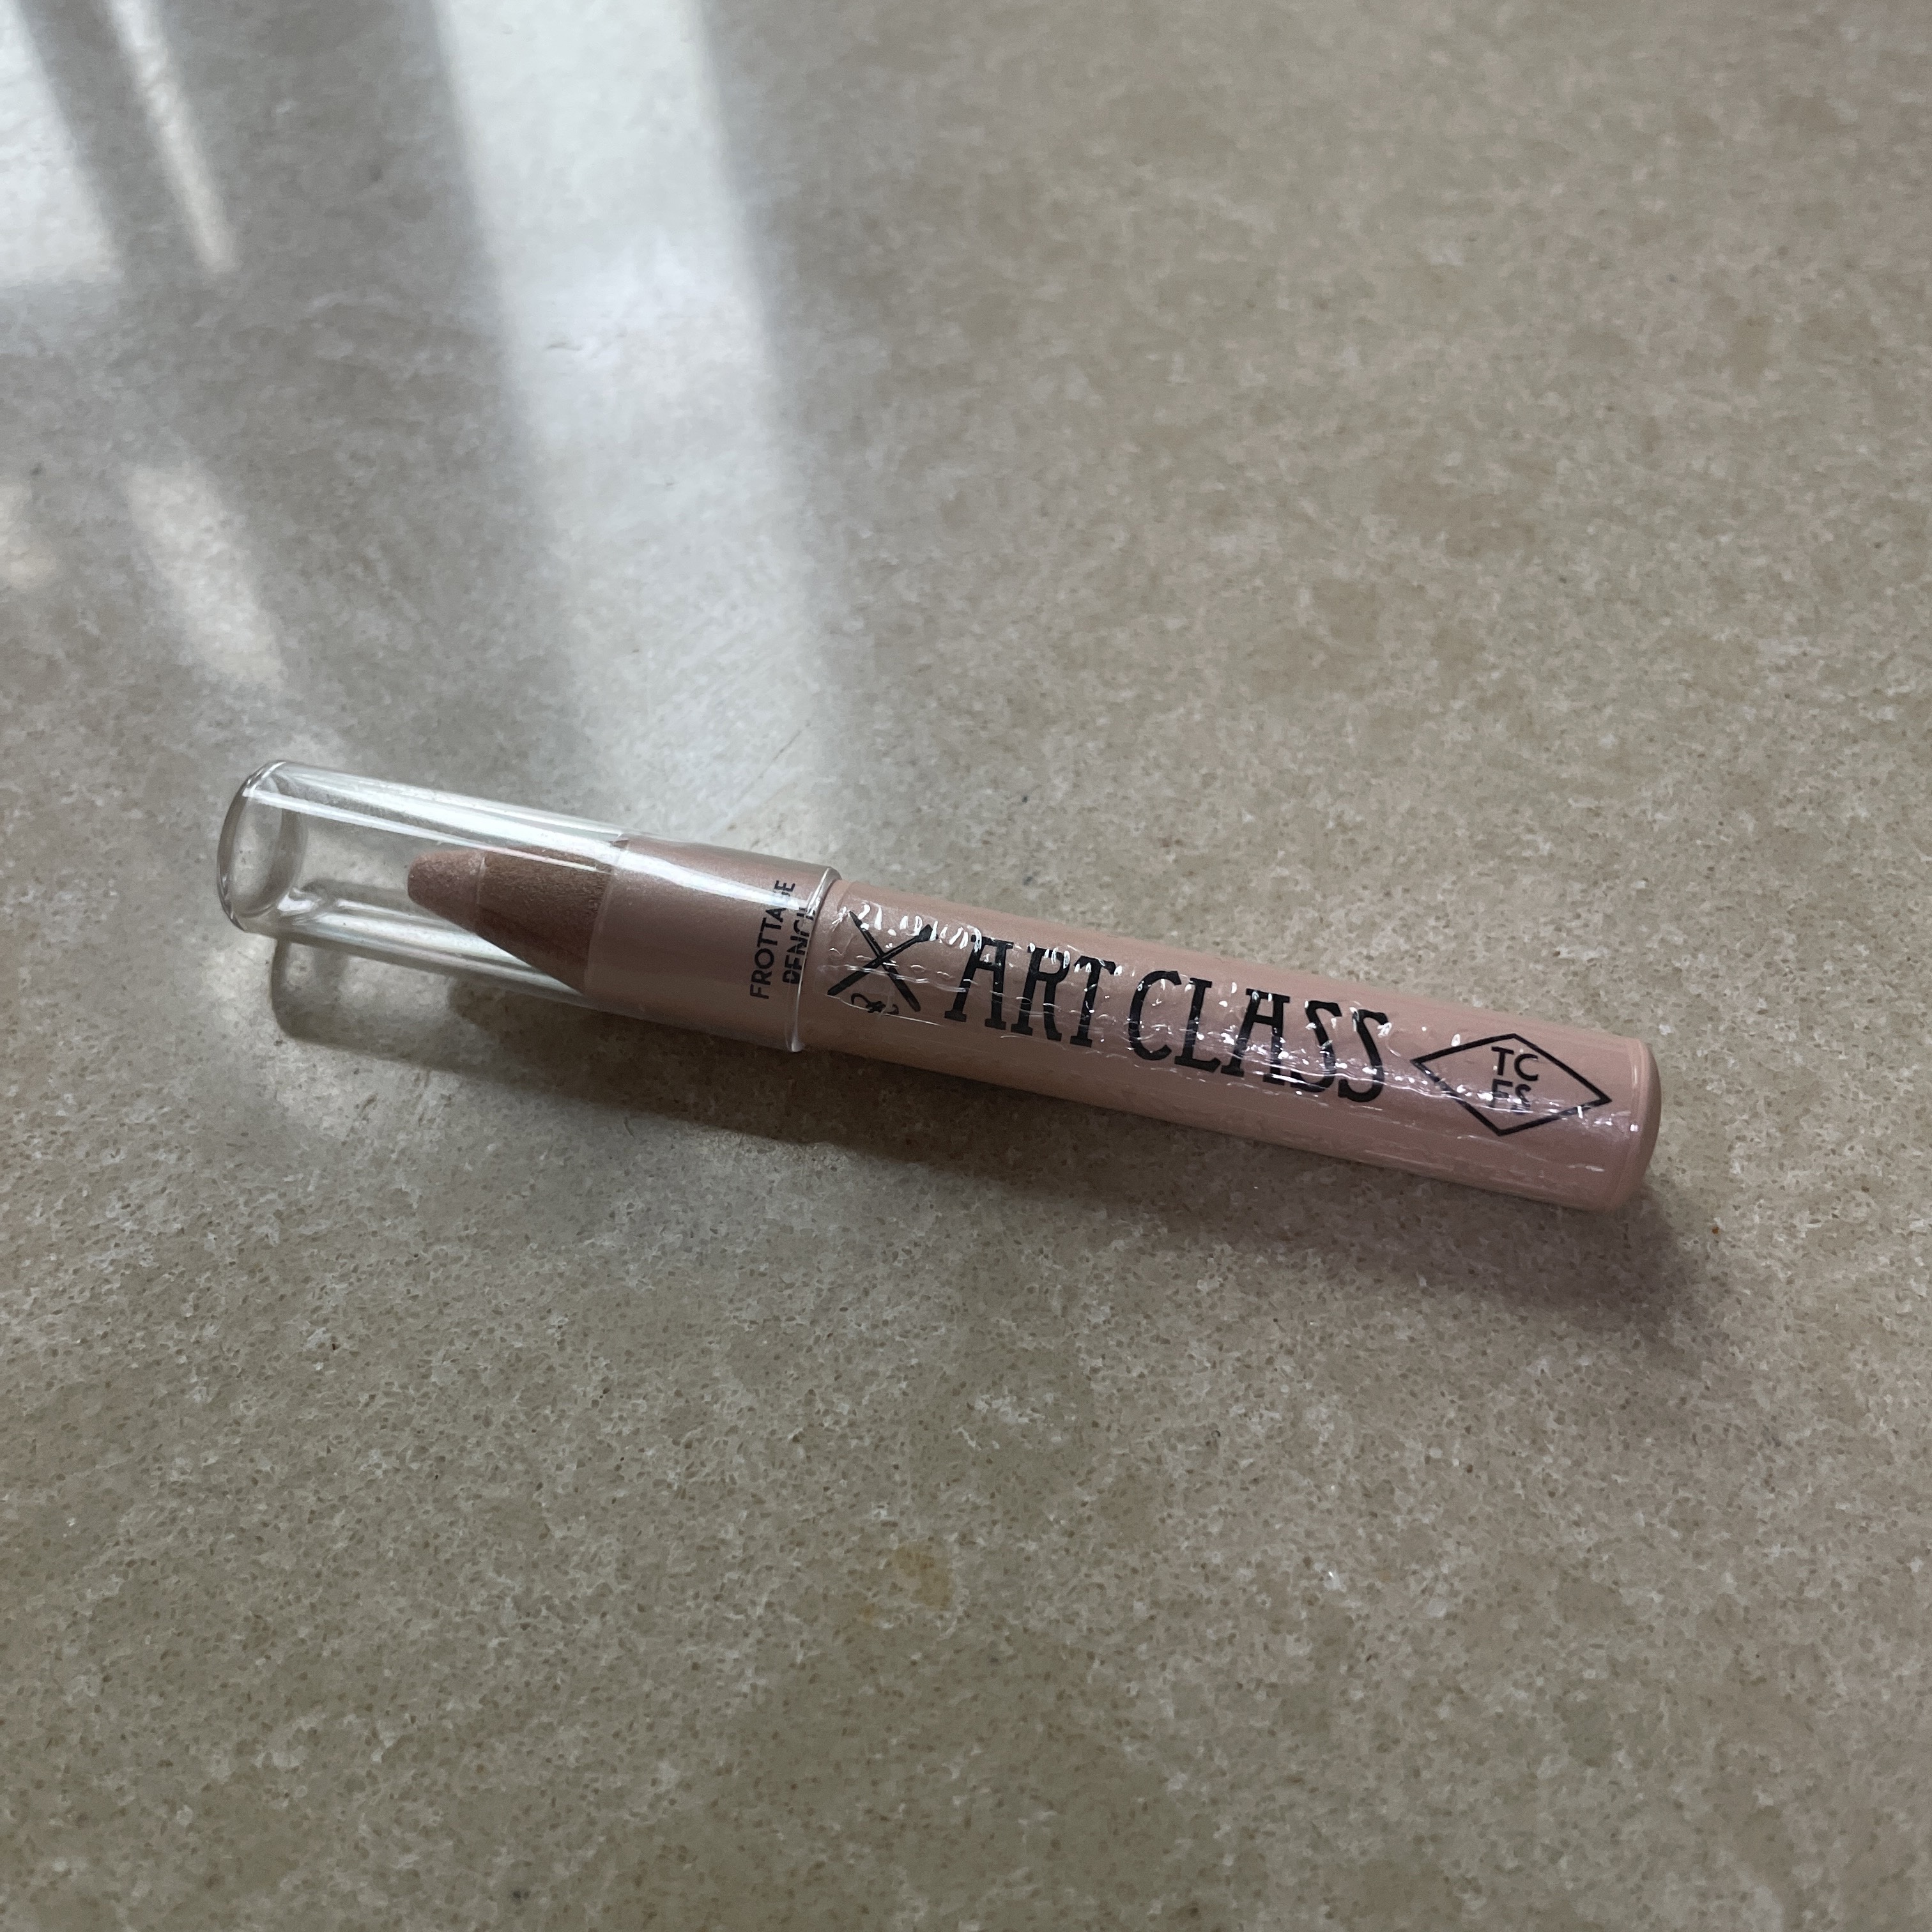 FROTTAGE
PENCIL
ART CLASS
TC
FS